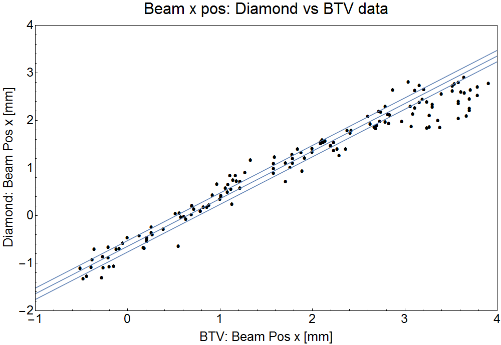 Beam x pos: Diamond vs BTV data
Diamond: Beam Pos x [mm]
4
3
2
1
0
−1
−2
−1 0 1 2 3 4
BTV: Beam Pos x [mm]